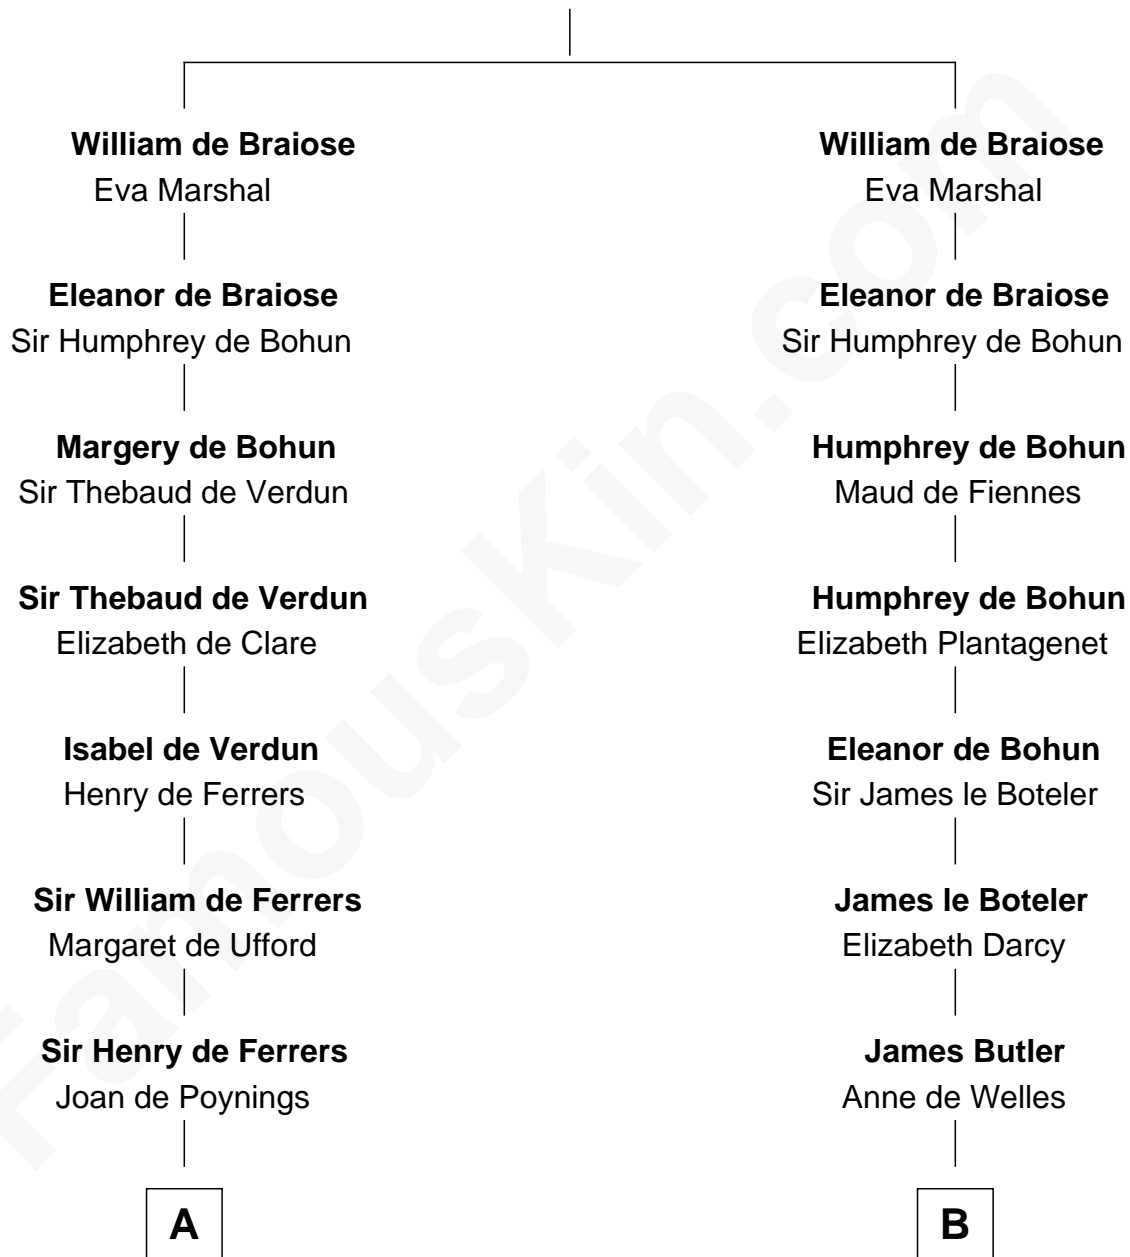 William de Braiose
Eva Marshal
Eleanor de Braiose
Sir Humphrey de Bohun
Margery de Bohun
Sir Thebaud de Verdun
Sir Thebaud de Verdun
Elizabeth de Clare
Isabel de Verdun
Henry de Ferrers
Sir William de Ferrers
Margaret de Ufford
Sir Henry de Ferrers
Joan de Poynings
A
William de Braiose
Eva Marshal
Eleanor de Braiose
Sir Humphrey de Bohun
Humphrey de Bohun
Maud de Fiennes
Humphrey de Bohun
Elizabeth Plantagenet
Eleanor de Bohun
Sir James le Boteler
James le Boteler
Elizabeth Darcy
James Butler
Anne de Welles
B
FamousKin.com